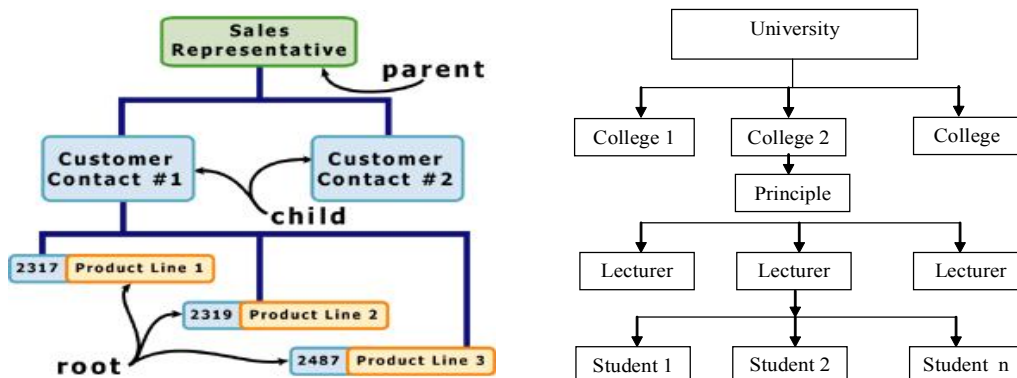 Sales
Representative
parent
Customer
Contact #1
Customer
Contact #2
child
2317 Product Line 1
2319 Product Line 2
root
2487 Product Line 3
University
College 1 College 2 College
Principle
Lecturer Lecturer Lecturer
Student 1 Student 2 Student n